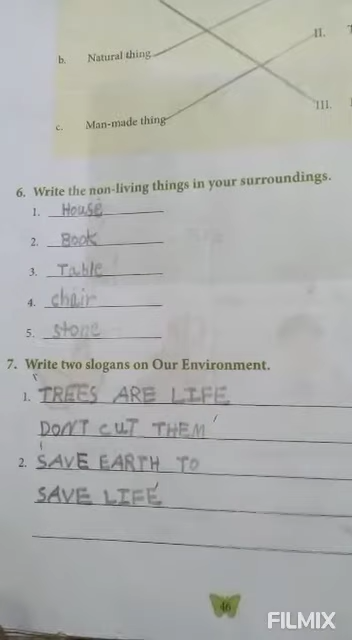 II.
b. Natural thing
III.
c. Man-made thing
6. Write the non-living things in your surroundings.
1. House
2. Book
3. Table
4. chair
5. stone
7. Write two slogans on Our Environment.
1. TREES ARE LIFE
DON'T CUT THEM
2. SAVE EARTH TO
SAVE LIFE
46
FILMIX